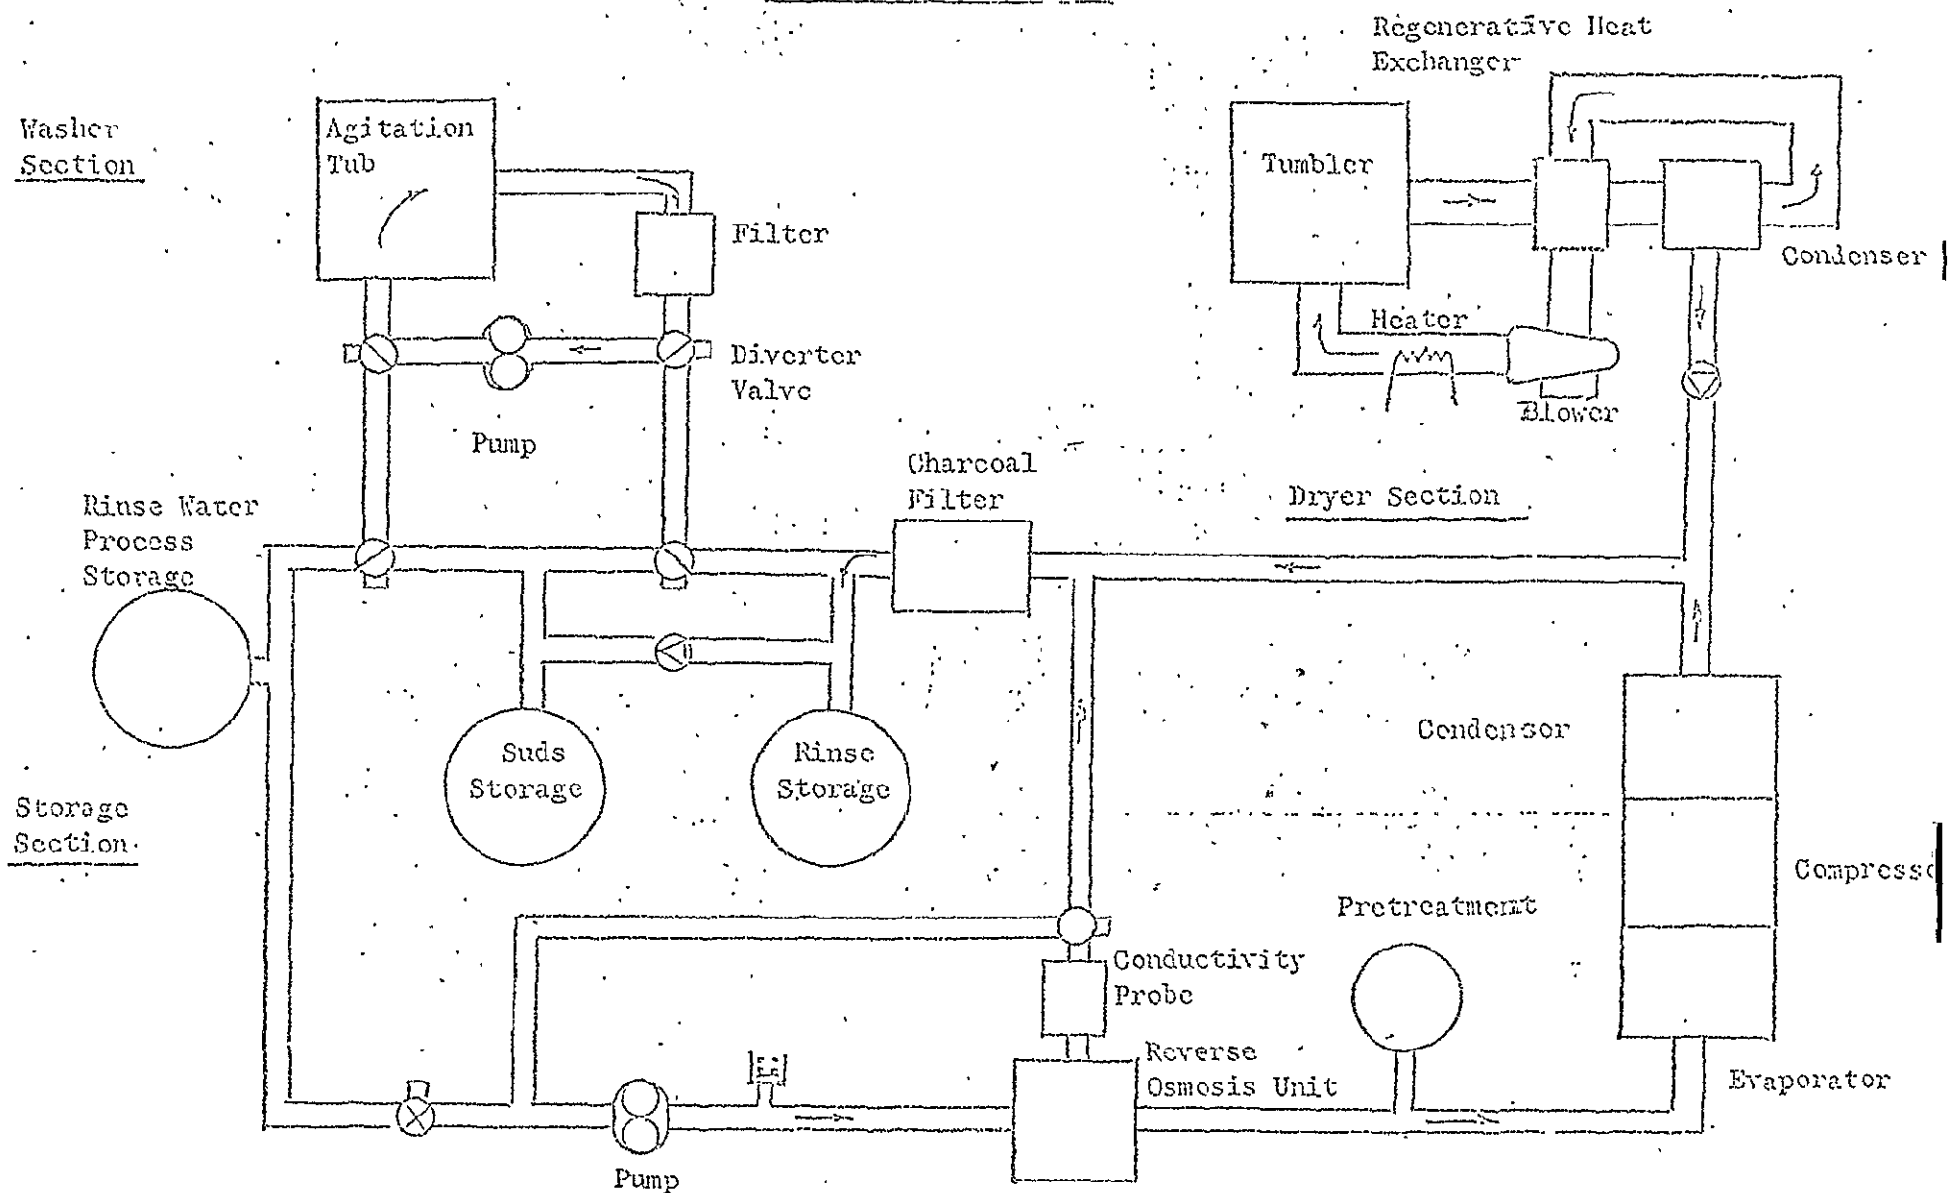 Washer
Section
Agitation
Tub
Filter
Diverter
Valve
Pump
Regenerative Heat
Exchanger
Tumbler
Condenser
Heater
Blower
Dryer Section
Rinse Water
Process
Storage
Charcoal
Filter
Suds
Storage
Rinse
Storage
Storage
Section
Condensor
Compresso
Evaporator
Pretreatment
Conductivity
Probe
Reverse
Osmosis Unit
Pump